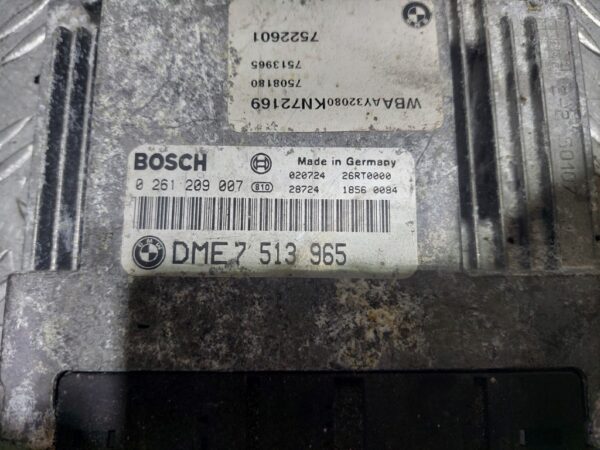 7522601
7513965
7508180
WBAAY32080KN72169
BOSCH
Made in Germany
0 261 209 007 810
020724 26RT0000
28724 1856 0084
DME 7 513 965